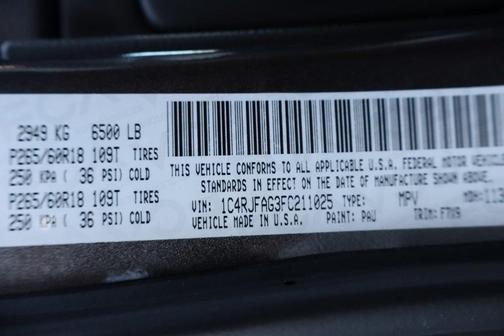 2949 KG 6500 LB
P265/60R18 109T TIRES
250 KPA ( 36 PSI) COLD
P265/60R18 109T TIRES
250 KPA ( 36 PSI) COLD
THIS VEHICLE CONFORMS TO ALL APPLICABLE U.S.A. FEDERAL MOTOR
STANDARDS IN EFFECT ON THE DATE OF MANUFACTURE SHOWN ABOVE.
VIN: 1C4RJFAG3FC211025 TYPE: MPV MDH:
VEHICLE MADE IN U.S.A. PAINT: PAU TRIM: